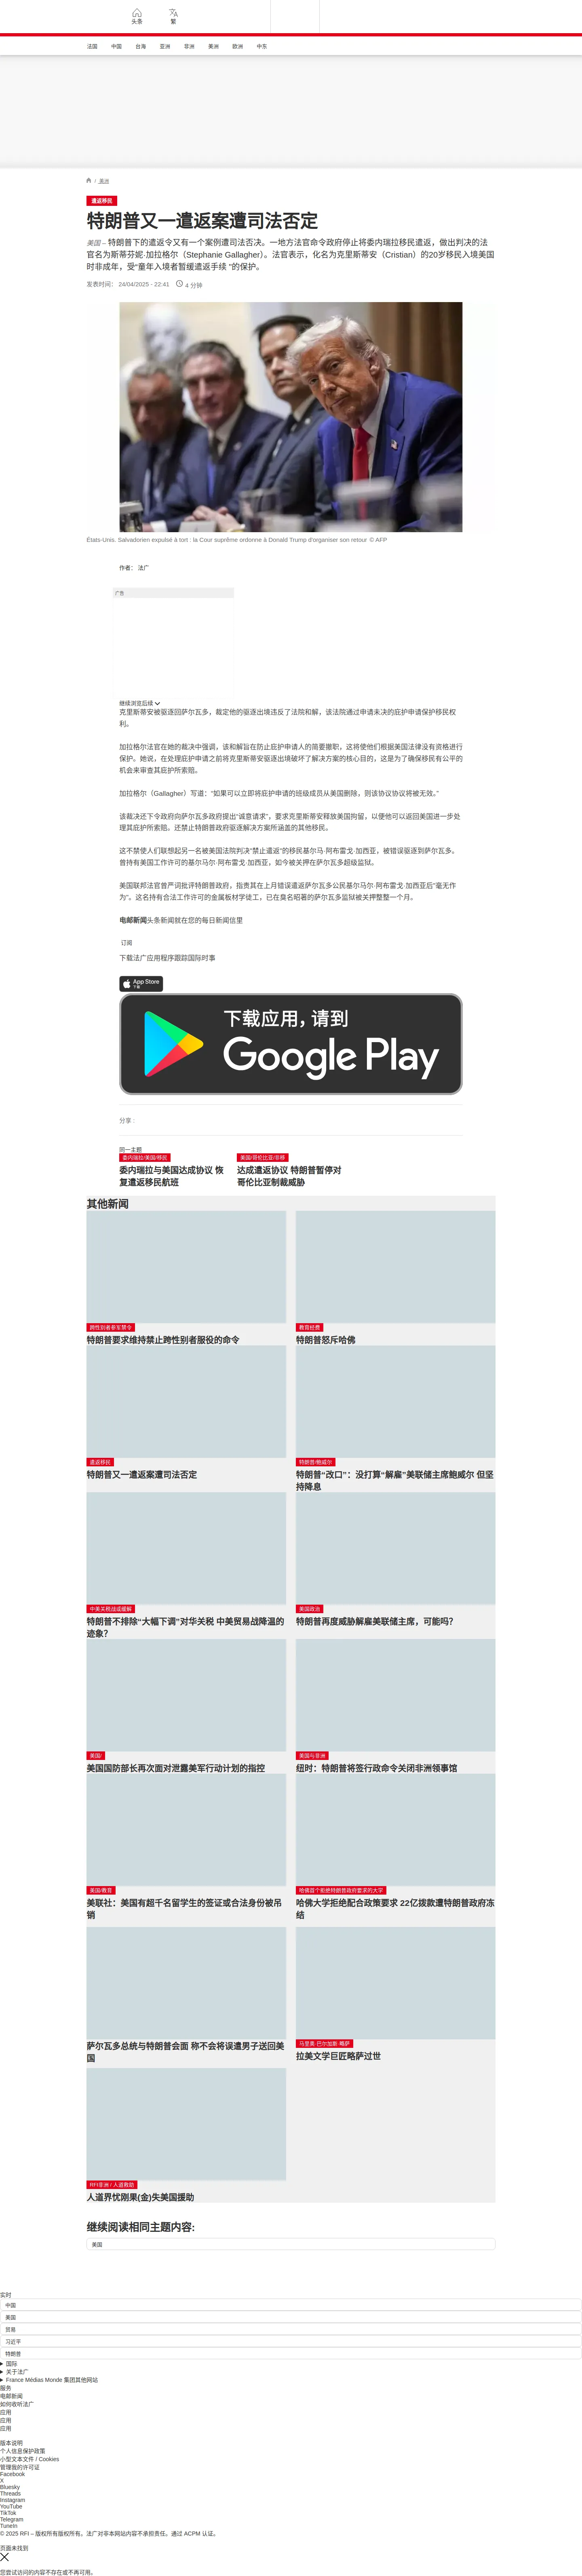 头条
繁
法国
中国
台海
亚洲
非洲
美洲
欧洲
中东
/ 美洲
遣返移民
特朗普又一遣返案遭司法否定
美国 – 特朗普下的遣返令又有一个案例遭司法否决。一地方法官命令政府停止将委内瑞拉移民遣返，做出判决的法
官名为斯蒂芬妮·加拉格尔（Stephanie Gallagher）。法官表示，化名为克里斯蒂安（Cristian）的20岁移民入境美国
时非成年，受“童年入境者暂缓遣返手续 ”的保护。
发表时间： 24/04/2025 - 22:41
4 分钟
États-Unis. Salvadorien expulsé à tort : la Cour suprême ordonne à Donald Trump d'organiser son retour © AFP
作者： 法广
广告
继续浏览后续
克里斯蒂安被驱逐回萨尔瓦多，裁定他的驱逐出境违反了法院和解，该法院通过申请未决的庇护申请保护移民权
利。
加拉格尔法官在她的裁决中强调，该和解旨在防止庇护申请人的简要撤职，这将使他们根据美国法律没有资格进行
保护。她说，在处理庇护申请之前将克里斯蒂安驱逐出境破坏了解决方案的核心目的，这是为了确保移民有公平的
机会来审查其庇护所索赔。
加拉格尔（Gallagher）写道：“如果可以立即将庇护申请的班级成员从美国删除，则该协议协议将被无效。”
该裁决还下令政府向萨尔瓦多政府提出“诚意请求”，要求克里斯蒂安释放美国拘留，以便他可以返回美国进一步处
理其庇护所索赔。还禁止特朗普政府驱逐解决方案所涵盖的其他移民。
这不禁使人们联想起另一名被美国法院判决“禁止遣返”的移民基尔马·阿布雷戈·加西亚，被错误驱逐到萨尔瓦多。
曾持有美国工作许可的基尔马尔·阿布雷戈·加西亚，如今被关押在萨尔瓦多超级监狱。
美国联邦法官曾严词批评特朗普政府，指责其在上月错误遣返萨尔瓦多公民基尔马尔·阿布雷戈·加西亚后“毫无作
为”。这名持有合法工作许可的金属板材学徒工，已在臭名昭著的萨尔瓦多监狱被关押整整一个月。
电邮新闻头条新闻就在您的每日新闻信里
订阅
下载法广应用程序跟踪国际时事
App Store
下载
下载应用，请到
Google Play
分享 :
同一主题
委内瑞拉/美国/移民
委内瑞拉与美国达成协议 恢
复遣返移民航班
美国/哥伦比亚/非移
达成遣返协议 特朗普暂停对
哥伦比亚制裁威胁
其他新闻
跨性别者参军禁令
特朗普要求维持禁止跨性别者服役的命令
教育经费
特朗普怒斥哈佛
遣返移民
特朗普又一遣返案遭司法否定
特朗普/鲍威尔
特朗普“改口”：没打算“解雇”美联储主席鲍威尔 但坚
持降息
中美关税战或缓解
特朗普不排除“大幅下调”对华关税 中美贸易战降温的
迹象？
美国政治
特朗普再度威胁解雇美联储主席，可能吗？
美国/
美国国防部长再次面对泄露美军行动计划的指控
美国与非洲
纽时：特朗普将签行政命令关闭非洲领事馆
美国/教育
美联社：美国有超千名留学生的签证或合法身份被吊
销
哈佛首个拒绝特朗普政府要求的大学
哈佛大学拒绝配合政策要求 22亿拨款遭特朗普政府冻
结
萨尔瓦多总统与特朗普会面 称不会将误遣男子送回美
国
马里奥·巴尔加斯·略萨
拉美文学巨匠略萨过世
RFI非洲 / 人道救助
人道界忧刚果(金)失美国援助
继续阅读相同主题内容:
美国
实时
中国
美国
贸易
习近平
特朗普
国际
关于法广
France Médias Monde 集团其他网站
服务
电邮新闻
如何收听法广
应用
应用
应用
版本说明
个人信息保护政策
小型文本文件 / Cookies
管理我的许可证
Facebook
X
Bluesky
Threads
Instagram
YouTube
TikTok
Telegram
TuneIn
© 2025 RFI – 版权所有版权所有。法广对非本网站内容不承担责任。通过 ACPM 认证。
页面未找到
您尝试访问的内容不存在或不再可用。